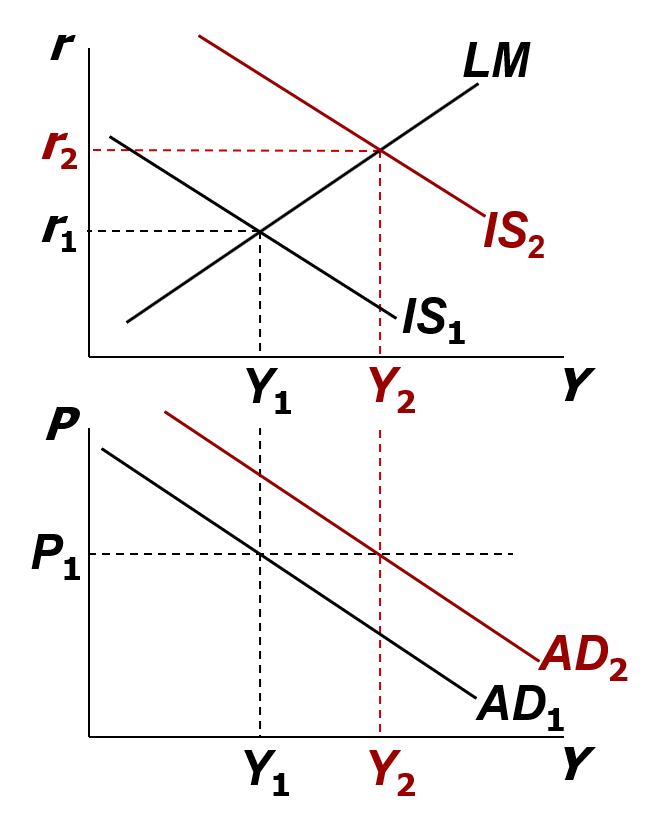 r
LM
r₂
r₁
IS₂
IS₁
Y₁
Y₂
Y
P
P₁
AD₂
AD₁
Y₁
Y₂
Y